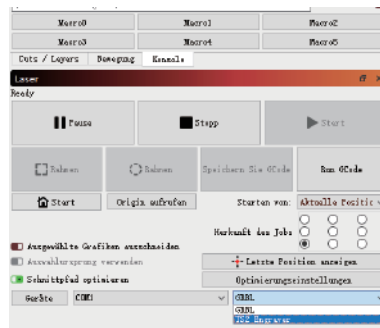 Macro0 Macro1 Macro2
Macro3 Macro4 Macro5
Cuts / Layers Bewegung Konsole
Laser
Ready
Pause Stopp Start
Rahmen Rahmen Speichern Sie GCode Run GCode
Start Origin aufrufen Starten von: Aktuelle Positio
Herkunft des Jobs
Ausgewählte Grafiken ausschneiden
Auswahlursprung verwenden Letzte Position anzeigen
Schnittpfad optimieren Optimierungseinstellungen
Geräte COM1 GRBL
GRBL
Engraver